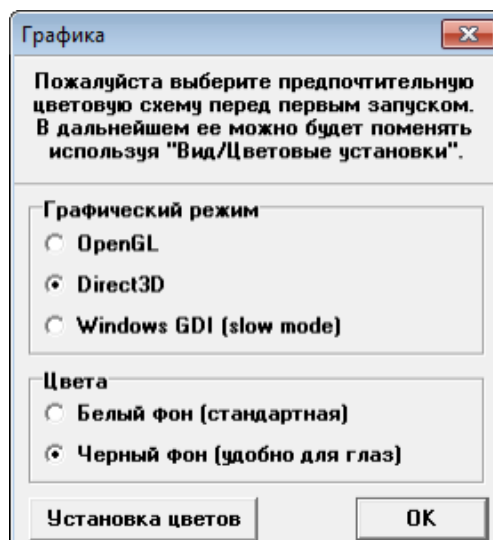 Графика
Пожалуйста выберите предпочтительную
цветовую схему перед первым запуском.
В дальнейшем ее можно будет поменять
используя "Вид/Цветовые установки".
Графический режим
OpenGL
Direct3D
Windows GDI (slow mode)
Цвета
Белый фон (стандартная)
Черный фон (удобно для глаз)
Установка цветов
OK